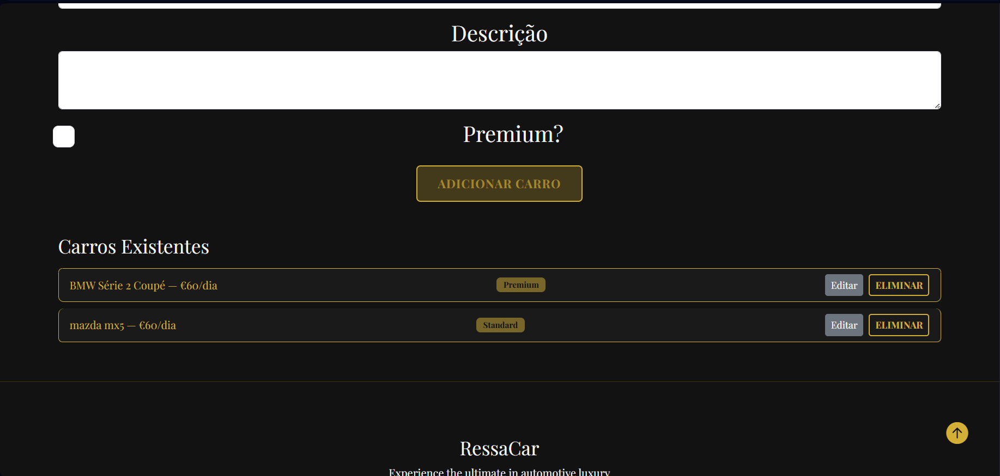 Descrição
Premium?
ADICIONAR CARRO
Carros Existentes
BMW Série 2 Coupé — €60/dia Premium Editar ELIMINAR
mazda mx5 — €60/dia Standard Editar ELIMINAR
RessaCar
Experience the ultimate in automotive luxury